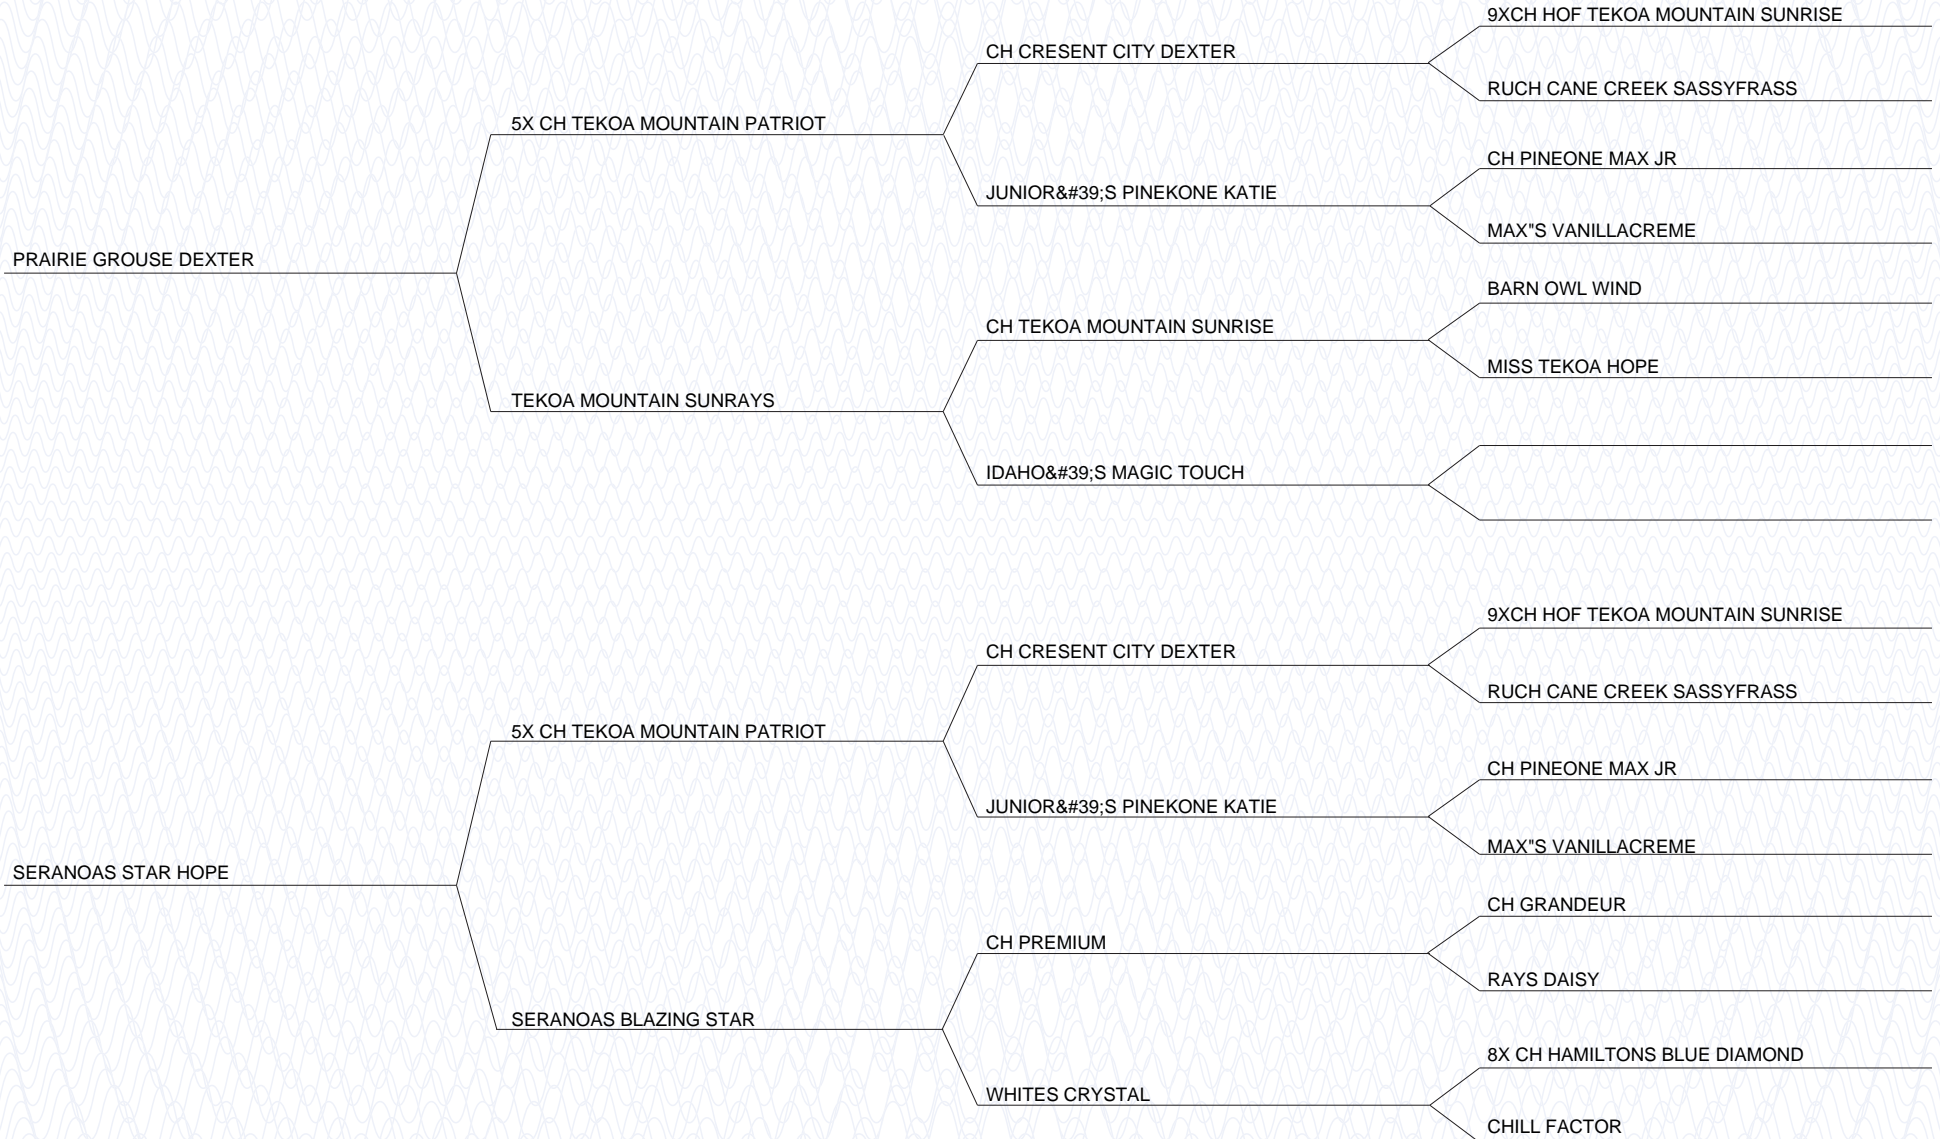 9XCH HOF TEKOA MOUNTAIN SUNRISE
CH CRESENT CITY DEXTER
RUCH CANE CREEK SASSYFRASS
5X CH TEKOA MOUNTAIN PATRIOT
CH PINEONE MAX JR
JUNIOR&#39;S PINEKONE KATIE
MAX"S VANILLACREME
PRAIRIE GROUSE DEXTER
BARN OWL WIND
CH TEKOA MOUNTAIN SUNRISE
MISS TEKOA HOPE
TEKOA MOUNTAIN SUNRAYS
IDAHO&#39;S MAGIC TOUCH
9XCH HOF TEKOA MOUNTAIN SUNRISE
CH CRESENT CITY DEXTER
RUCH CANE CREEK SASSYFRASS
5X CH TEKOA MOUNTAIN PATRIOT
CH PINEONE MAX JR
JUNIOR&#39;S PINEKONE KATIE
MAX"S VANILLACREME
SERANOAS STAR HOPE
CH GRANDEUR
CH PREMIUM
RAYS DAISY
SERANOAS BLAZING STAR
8X CH HAMILTONS BLUE DIAMOND
WHITES CRYSTAL
CHILL FACTOR